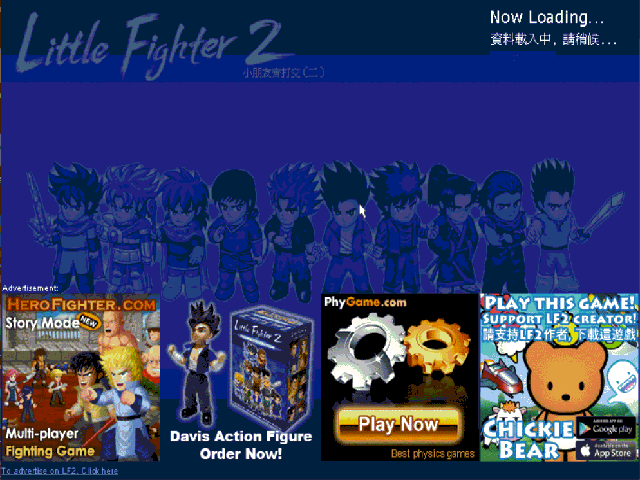 Little Fighter 2
小朋友齊打交(二)
Now Loading...
資料載入中, 請稍候...
Advertisement:
HEROFIGHTER.COM
Story Mode NEW
Multi-player
Fighting Game
Little Fighter 2
Davis Action Figure
Order Now!
PhyGame.com
Play Now
Best physics games
PLAY THIS GAME!
SUPPORT LF2 CREATOR!
請支持LF2作者, 下載這遊戲!
CHICKIE
BEAR
ANDROID APP ON
Google play
Available on the
App Store
To advertise on LF2, Click here